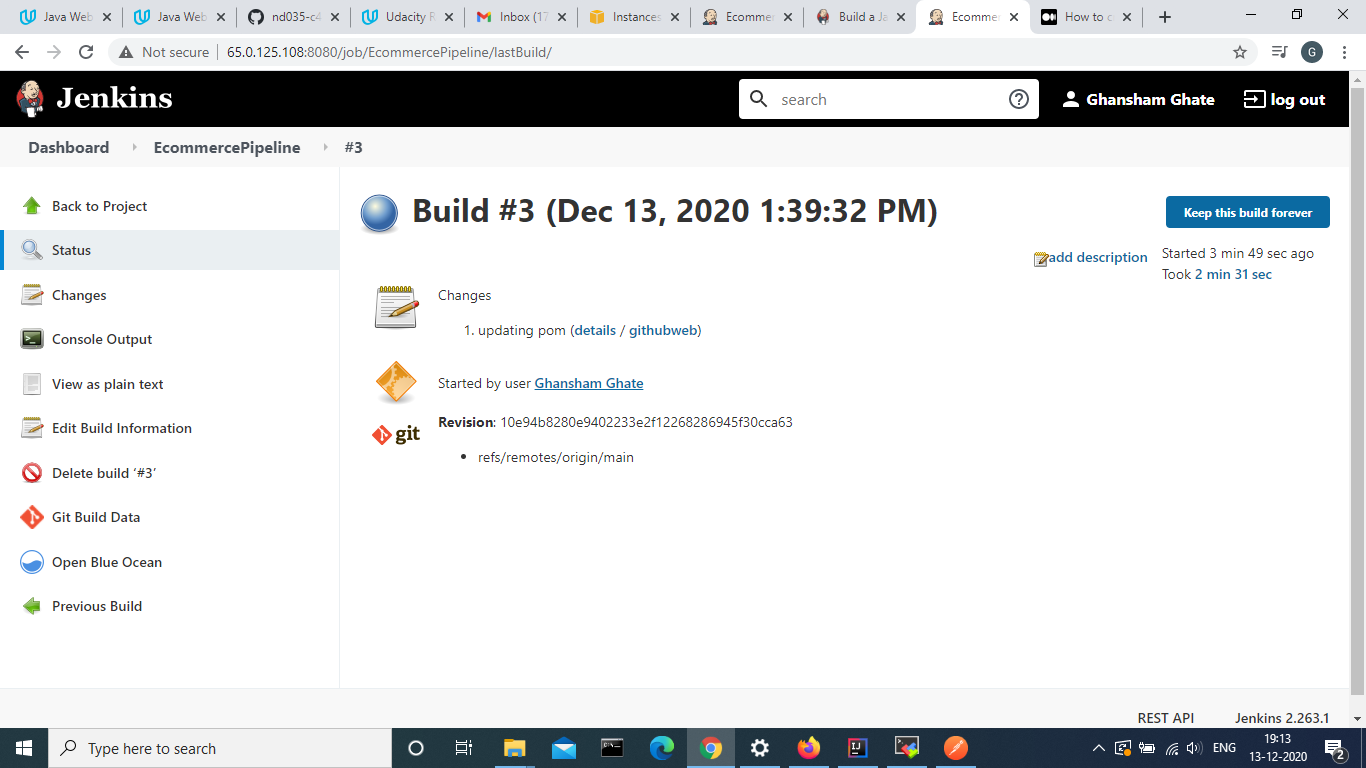 Java Web
Java Web
nd035-c4
Udacity R
Inbox (17
Instances
Ecommer
Build a Ja
Ecommer
How to c
Not secure
65.0.125.108:8080/job/EcommercePipeline/lastBuild/
G
Jenkins
search
Ghansham Ghate
log out
Dashboard
EcommercePipeline
#3
Back to Project
Status
Changes
Console Output
View as plain text
Edit Build Information
Delete build ‘#3’
Git Build Data
Open Blue Ocean
Previous Build
Build #3 (Dec 13, 2020 1:39:32 PM)
Keep this build forever
add description
Started 3 min 49 sec ago
Took 2 min 31 sec
Changes
1. updating pom (details / githubweb)
Started by user Ghansham Ghate
git
Revision: 10e94b8280e9402233e2f12268286945f30cca63
refs/remotes/origin/main
REST API
Jenkins 2.263.1
Type here to search
IJ
ENG
19:13
13-12-2020
2